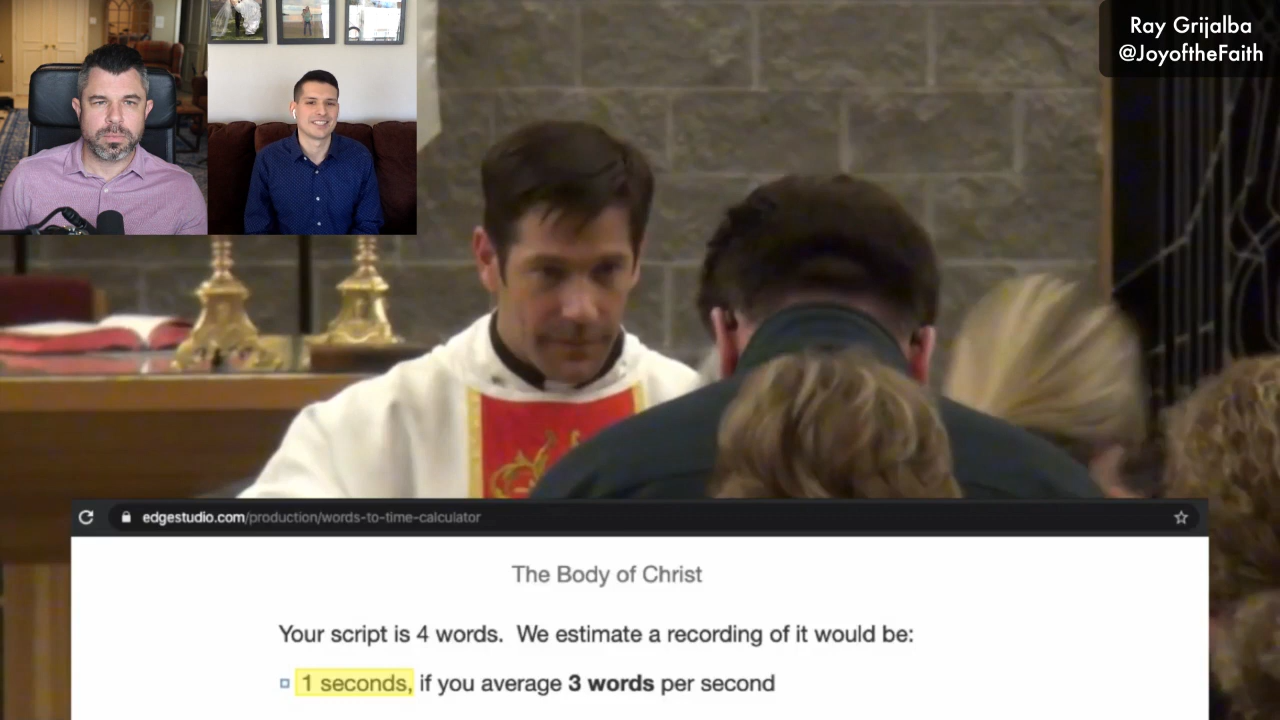 Ray Grijalba
@JoyoftheFaith
edgestudio.com/production/words-to-time-calculator
The Body of Christ
Your script is 4 words. We estimate a recording of it would be:
1 seconds, if you average 3 words per second